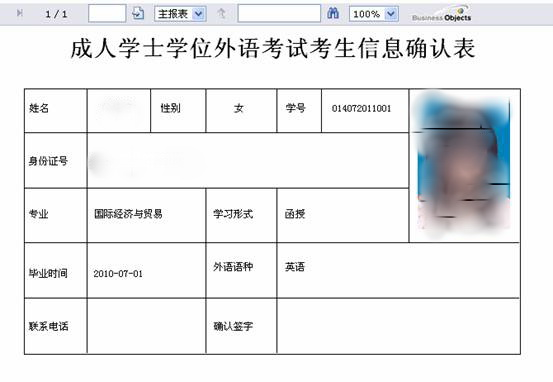 1 / 1 主报表 100% Business Objects
成人学士学位外语考试考生信息确认表
姓名 性别 女 学号 014072011001
身份证号
专业 国际经济与贸易 学习形式 函授
毕业时间 2010-07-01 外语语种 英语
联系电话 确认签字